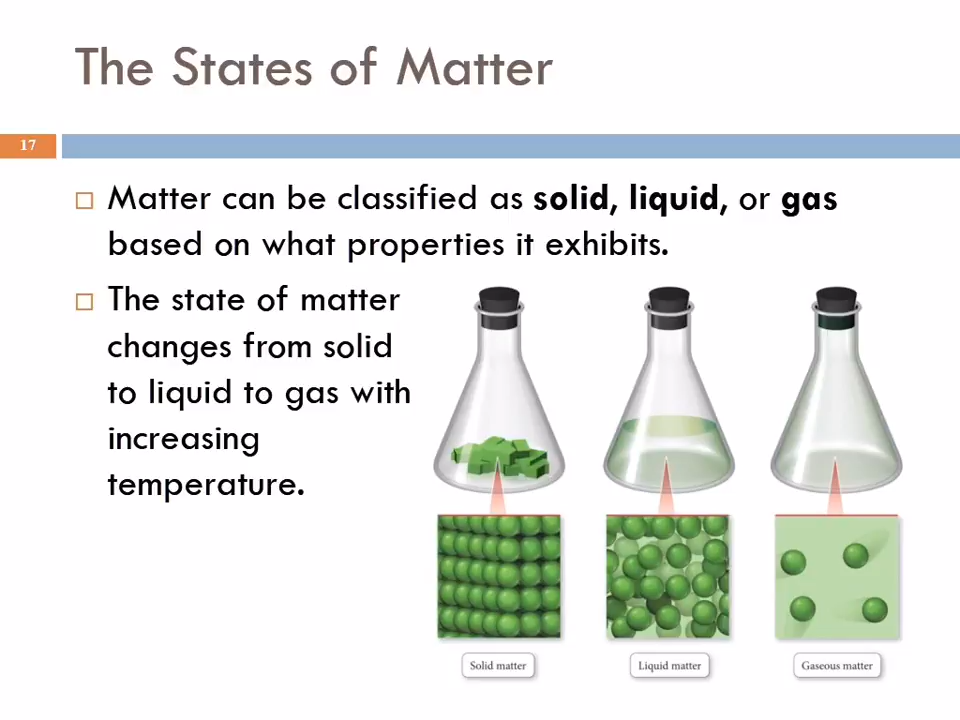 The States of Matter
17
Matter can be classified as solid, liquid, or gas
based on what properties it exhibits.
The state of matter
changes from solid
to liquid to gas with
increasing
temperature.
Solid matter
Liquid matter
Gaseous matter